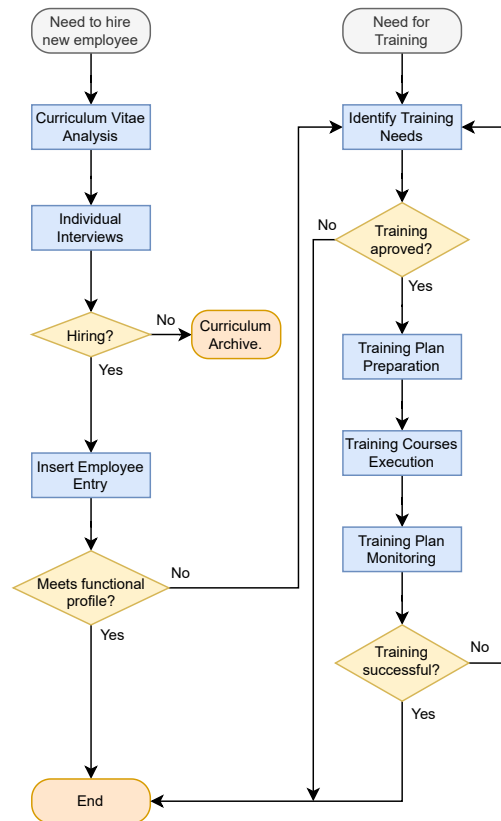 Need to hire
new employee
Curriculum Vitae
Analysis
Individual
Interviews
Hiring?
No
Curriculum
Archive.
Yes
Insert Employee
Entry
Meets functional
profile?
No
Yes
End
Need for
Training
Identify Training
Needs
Training
aproved?
No
Yes
Training Plan
Preparation
Training Courses
Execution
Training Plan
Monitoring
Training
successful?
No
Yes